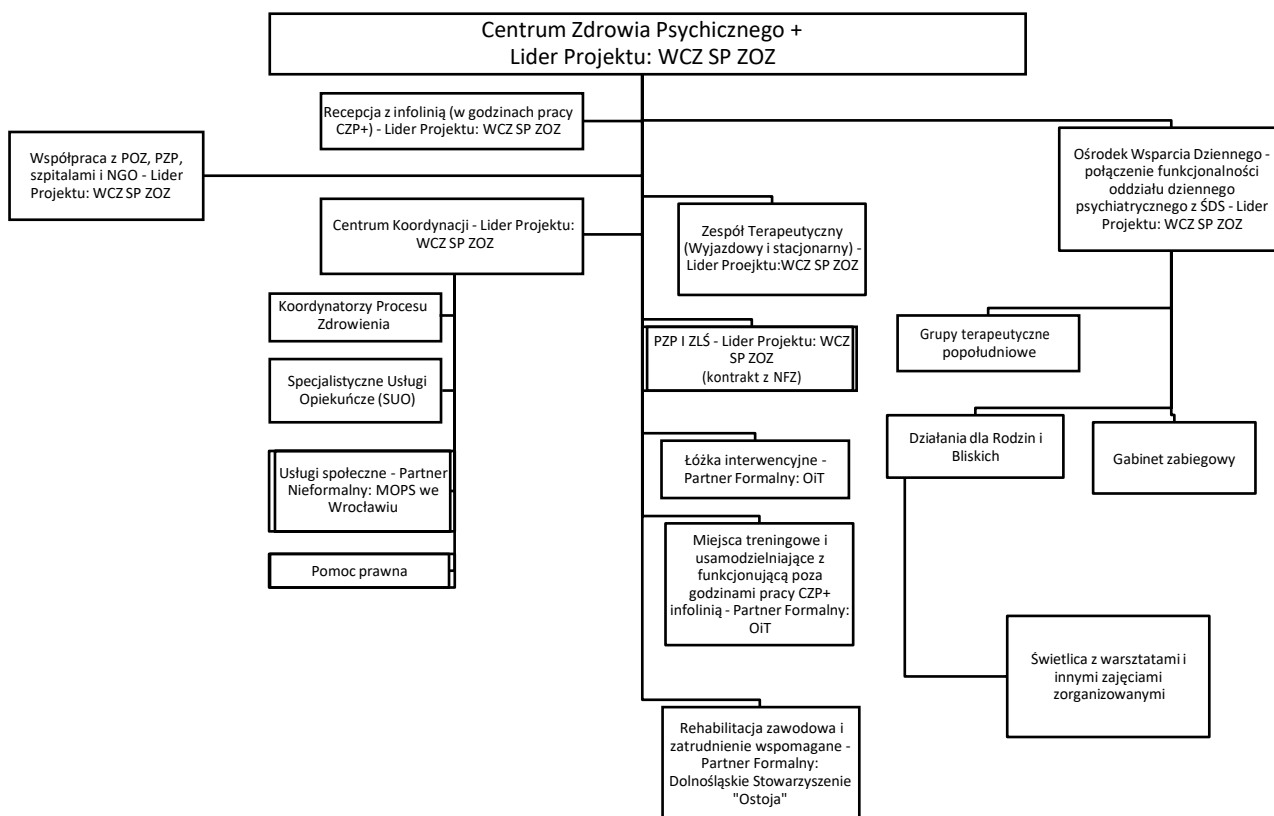 Centrum Zdrowia Psychicznego +
Lider Projektu: WCZ SP ZOZ
Recepcja z infolinią (w godzinach pracy
CZP+) - Lider Projektu: WCZ SP ZOZ
Współpraca z POZ, PZP,
szpitalami i NGO - Lider
Projektu: WCZ SP ZOZ
Ośrodek Wsparcia Dziennego -
połączenie funkcjonalności
oddziału dziennego
psychiatrycznego z ŚDS - Lider
Projektu: WCZ SP ZOZ
Centrum Koordynacji - Lider Projektu:
WCZ SP ZOZ
Zespół Terapeutyczny
(Wyjazdowy i stacjonarny) -
Lider Proejktu:WCZ SP ZOZ
Koordynatorzy Procesu
Zdrowienia
PZP I ZLŚ - Lider Projektu: WCZ
SP ZOZ
(kontrakt z NFZ)
Grupy terapeutyczne
popołudniowe
Specjalistyczne Usługi
Opiekuńcze (SUO)
Działania dla Rodzin i
Bliskich
Gabinet zabiegowy
Usługi społeczne - Partner
Nieformalny: MOPS we
Wrocławiu
Łóżka interwencyjne -
Partner Formalny: OiT
Pomoc prawna
Miejsca treningowe i
usamodzielniające z
funkcjonującą poza
godzinami pracy CZP+
infolinią - Partner Formalny:
OiT
Świetlica z warsztatami i
innymi zajęciami
zorganizowanymi
Rehabilitacja zawodowa i
zatrudnienie wspomagane -
Partner Formalny:
Dolnośląskie Stowarzyszenie
"Ostoja"